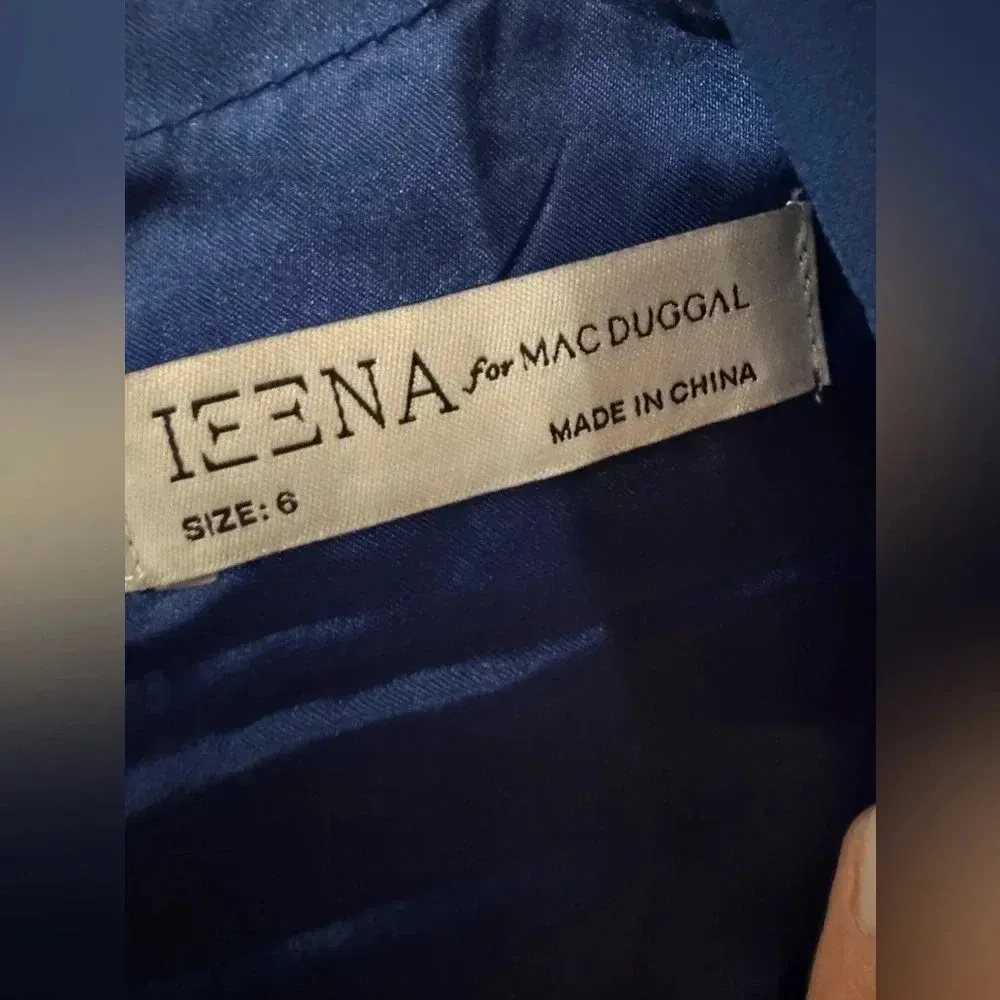 IEENA for MAC DUGGAL
MADE IN CHINA
SIZE: 6